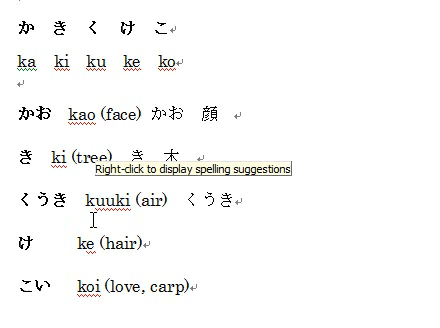 か き く け こ
ka ki ku ke ko
かお kao (face) かお 顔
き ki (tree) き 木
Right-click to display spelling suggestions
くうき kuuki (air) くうき
け ke (hair)
こい koi (love, carp)